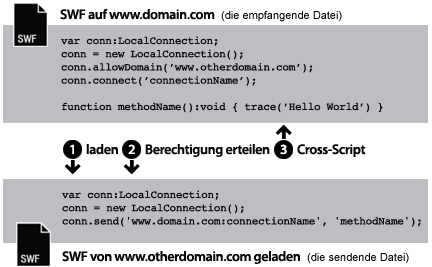 SWF
SWF auf www.domain.com (die empfangende Datei)
var conn:LocalConnection;
conn = new LocalConnection();
conn.allowDomain('www.otherdomain.com');
conn.connect('connectionName');
function methodName():void { trace('Hello World') }
1 laden 2 Berechtigung erteilen 3 Cross-Script
var conn:LocalConnection;
conn = new LocalConnection();
conn.send('www.domain.com:connectionName', 'methodName');
SWF
SWF von www.otherdomain.com geladen (die sendende Datei)